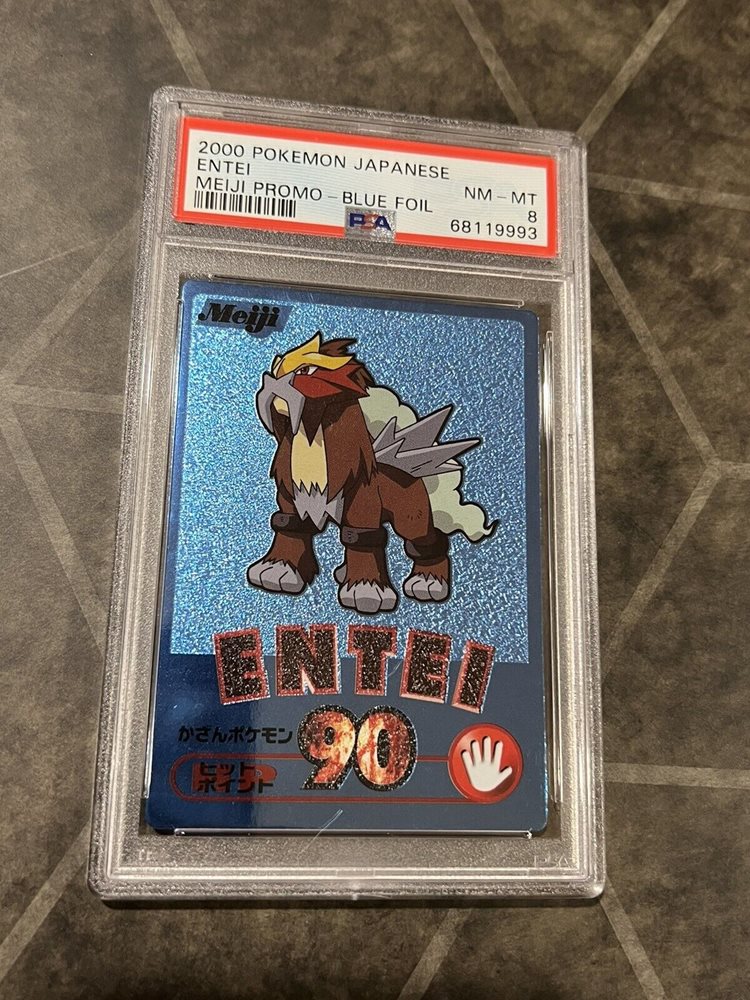 2000 POKEMON JAPANESE
ENTEI NM-MT
MEIJI PROMO-BLUE FOIL 8
PSA 68119993
Meiji
ENTEI
かざんポケモン 90
ヒット
ポイント